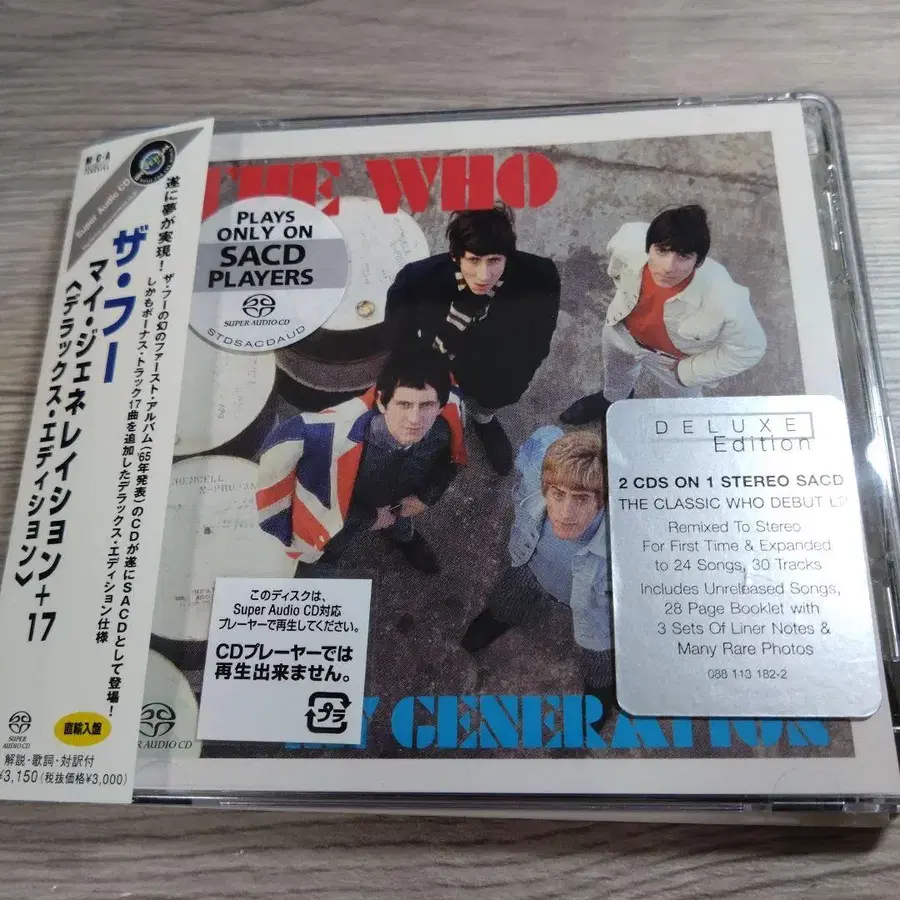 M・C・A
Super Audio CD
ザ・フー
マイ・ジェネレイション+17
〈デラックス・エディション〉
遂に夢が実現!
ザ・フーの幻のファースト・アルバム('65年発表)のCDが遂にSACDとして登場!
しかもボーナス・トラック17曲を追加したデラックス・エディション仕様
SUPER AUDIO CD
直輸入盤
解説・歌詞・対訳付
¥3,150(税抜価格¥3,000)
THE WHO
PLAYS
ONLY ON
SACD
PLAYERS
SUPER AUDIO CD
STDSACDAUD
DELUXE
Edition
2 CDS ON 1 STEREO SACD
THE CLASSIC WHO DEBUT LP
Remixed To Stereo
For First Time & Expanded
to 24 Songs, 30 Tracks
Includes Unreleased Songs,
28 Page Booklet with
3 Sets Of Liner Notes &
Many Rare Photos
088 113 182-2
このディスクは、
Super Audio CD対応
プレーヤーで再生してください。
CDプレーヤーでは
再生出来ません。
プラ
MY GENERATION
AUDIO CD